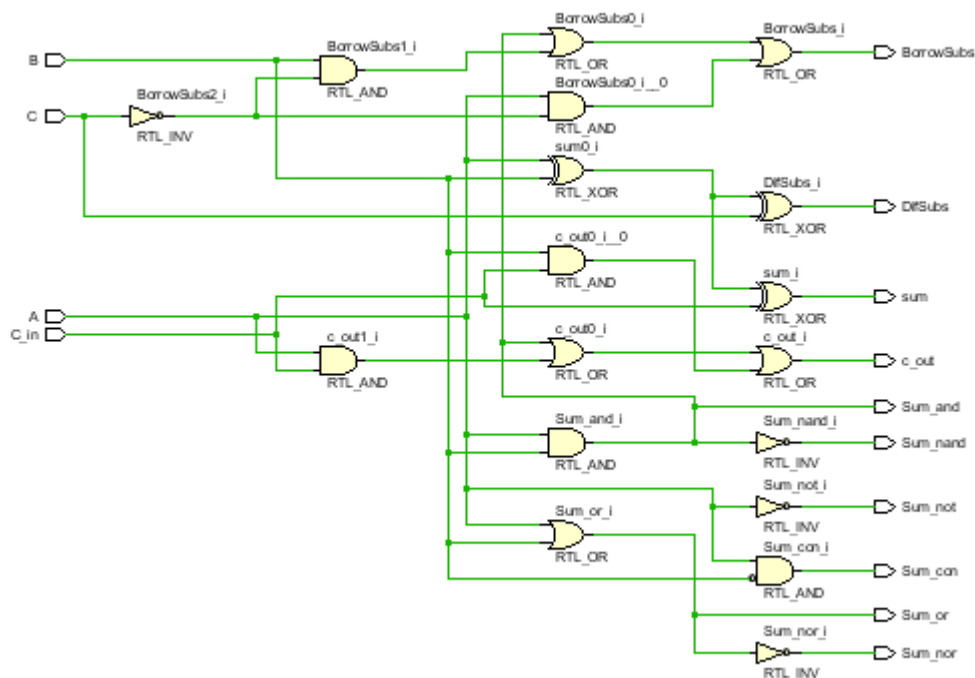 BorrowSubs0_i
BorrowSubs_i
BorrowSubs1_i
B
BorrowSubs
RTL_OR
RTL_OR
BorrowSubs0_i__0
RTL_AND
BorrowSubs2_i
C
RTL_INV
RTL_AND
sum0_i
RTL_XOR
DifSubs_i
DifSubs
RTL_XOR
c_out0_i__0
RTL_AND
sum_i
sum
RTL_XOR
A
C_in
c_out1_i
RTL_AND
c_out0_i
RTL_OR
c_out_i
c_out
RTL_OR
Sum_and
Sum_and_i
RTL_AND
Sum_nand_i
Sum_nand
RTL_INV
Sum_not_i
Sum_not
RTL_INV
Sum_or_i
RTL_OR
Sum_con_i
Sum_con
RTL_AND
Sum_or
Sum_nor_i
Sum_nor
RTL_INV